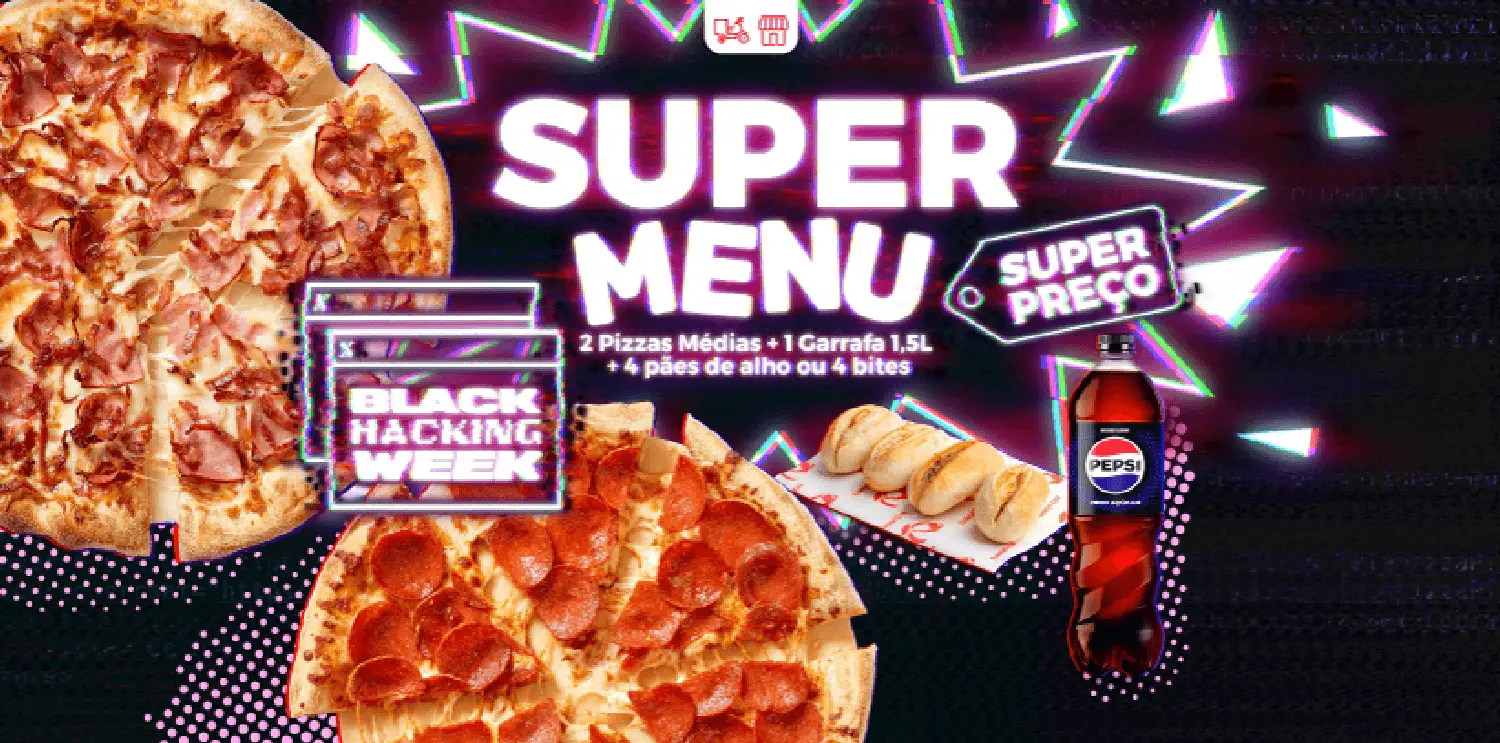 SUPER
MENU
SUPER
PREÇO
2 Pizzas Médias + 1 Garrafa 1,5L
+ 4 pães de alho ou 4 bites
X
X
BLACK
HACKING
WEEK
PEPSI